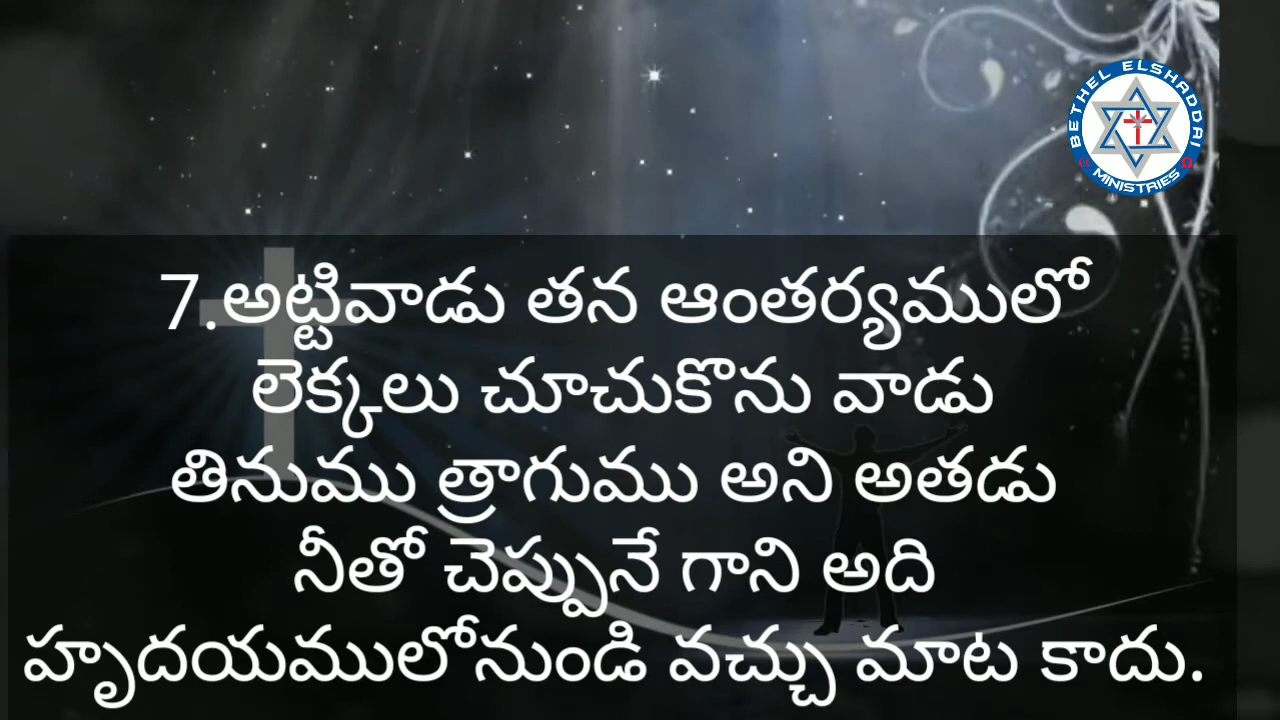 BETHEL ELSHADDAI
MINISTRIES
7.అట్టివాడు తన ఆంతర్యములో
లెక్కలు చూచుకొను వాడు
తినుము త్రాగుము అని అతడు
నీతో చెప్పునే గాని అది
హృదయములోనుండి వచ్చు మాట కాదు.